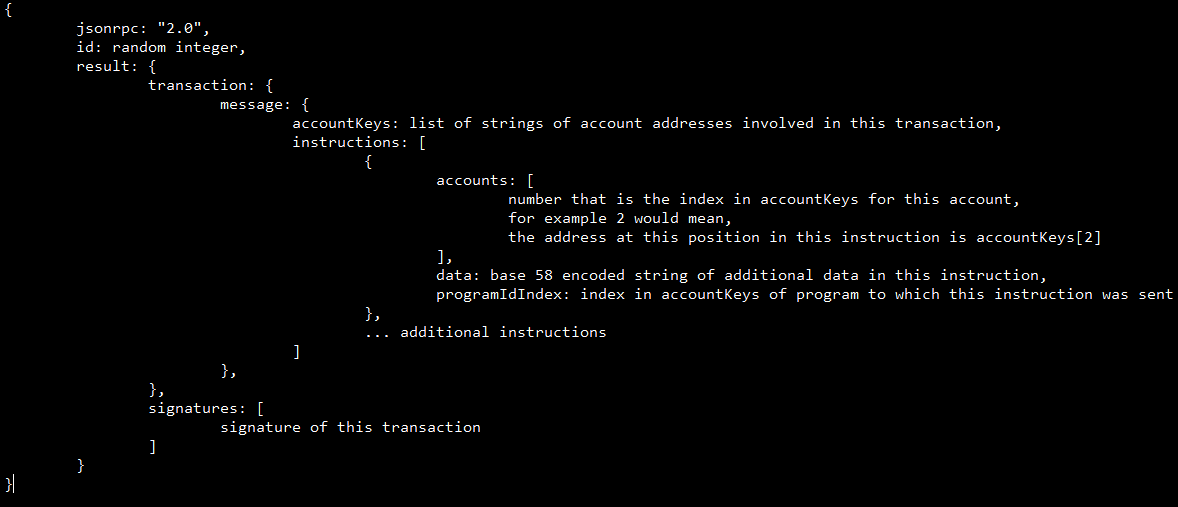 {
jsonrpc: "2.0",
id: random integer,
result: {
transaction: {
message: {
accountKeys: list of strings of account addresses involved in this transaction,
instructions: [
{
accounts: [
number that is the index in accountKeys for this account,
for example 2 would mean,
the address at this position in this instruction is accountKeys[2]
],
data: base 58 encoded string of additional data in this instruction,
programIdIndex: index in accountKeys of program to which this instruction was sent
},
... additional instructions
]
},
},
signatures: [
signature of this transaction
]
}
}